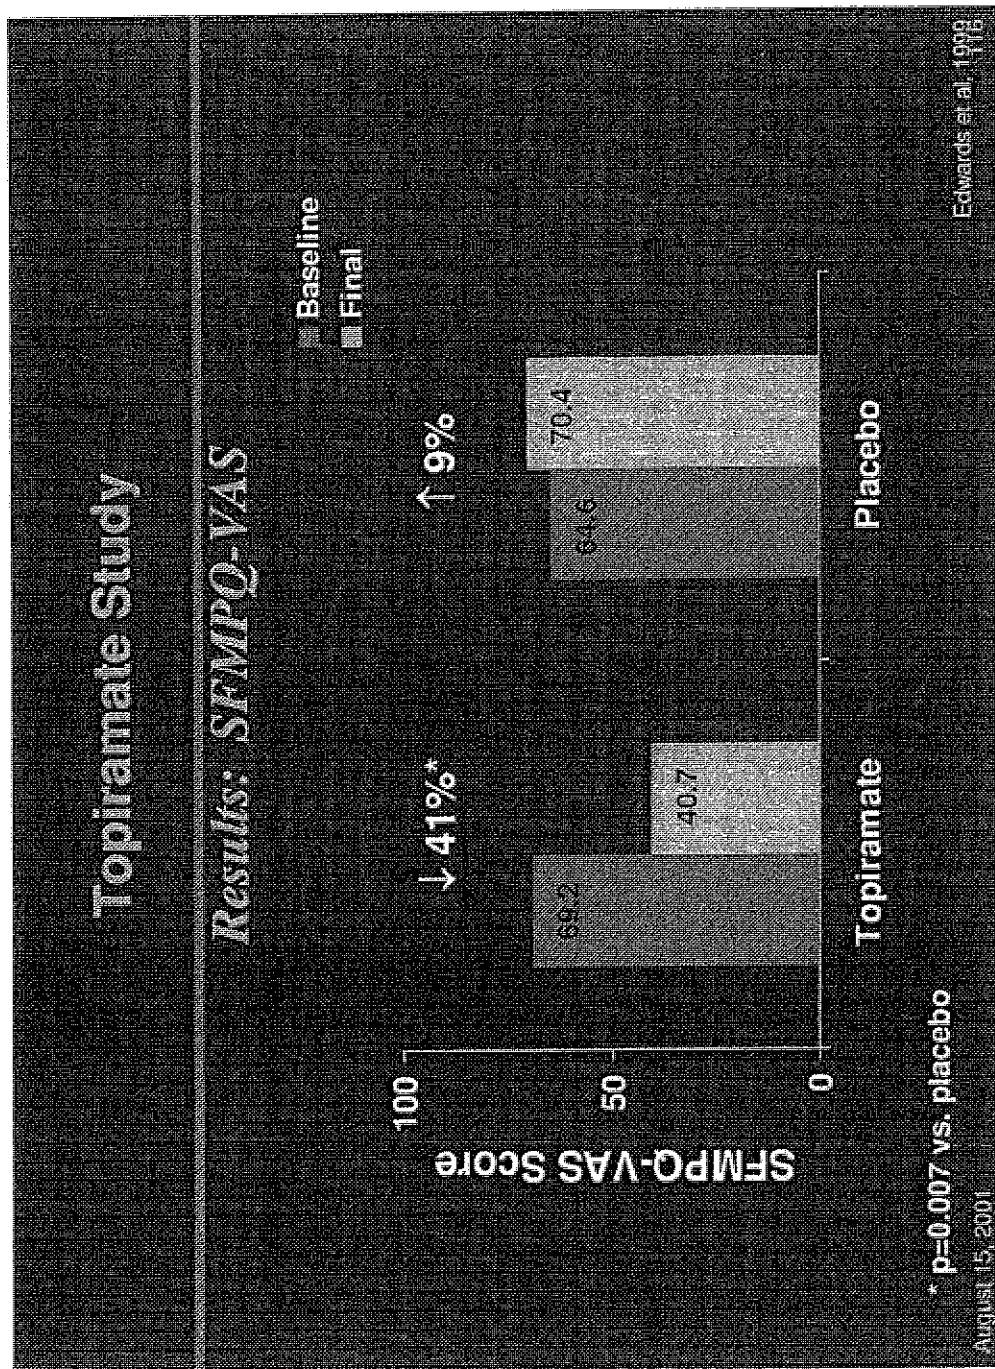 Topiramate Study
Results: SFMPQ-VAS
Baseline
Final
↓ 41%*
↑ 9%
SFMPQ-VAS Score
100
50
0
69.2
40.7
64.6
70.4
Topiramate
Placebo
* p=0.007 vs. placebo
August 15, 2001
Edwards et al. 1999
116